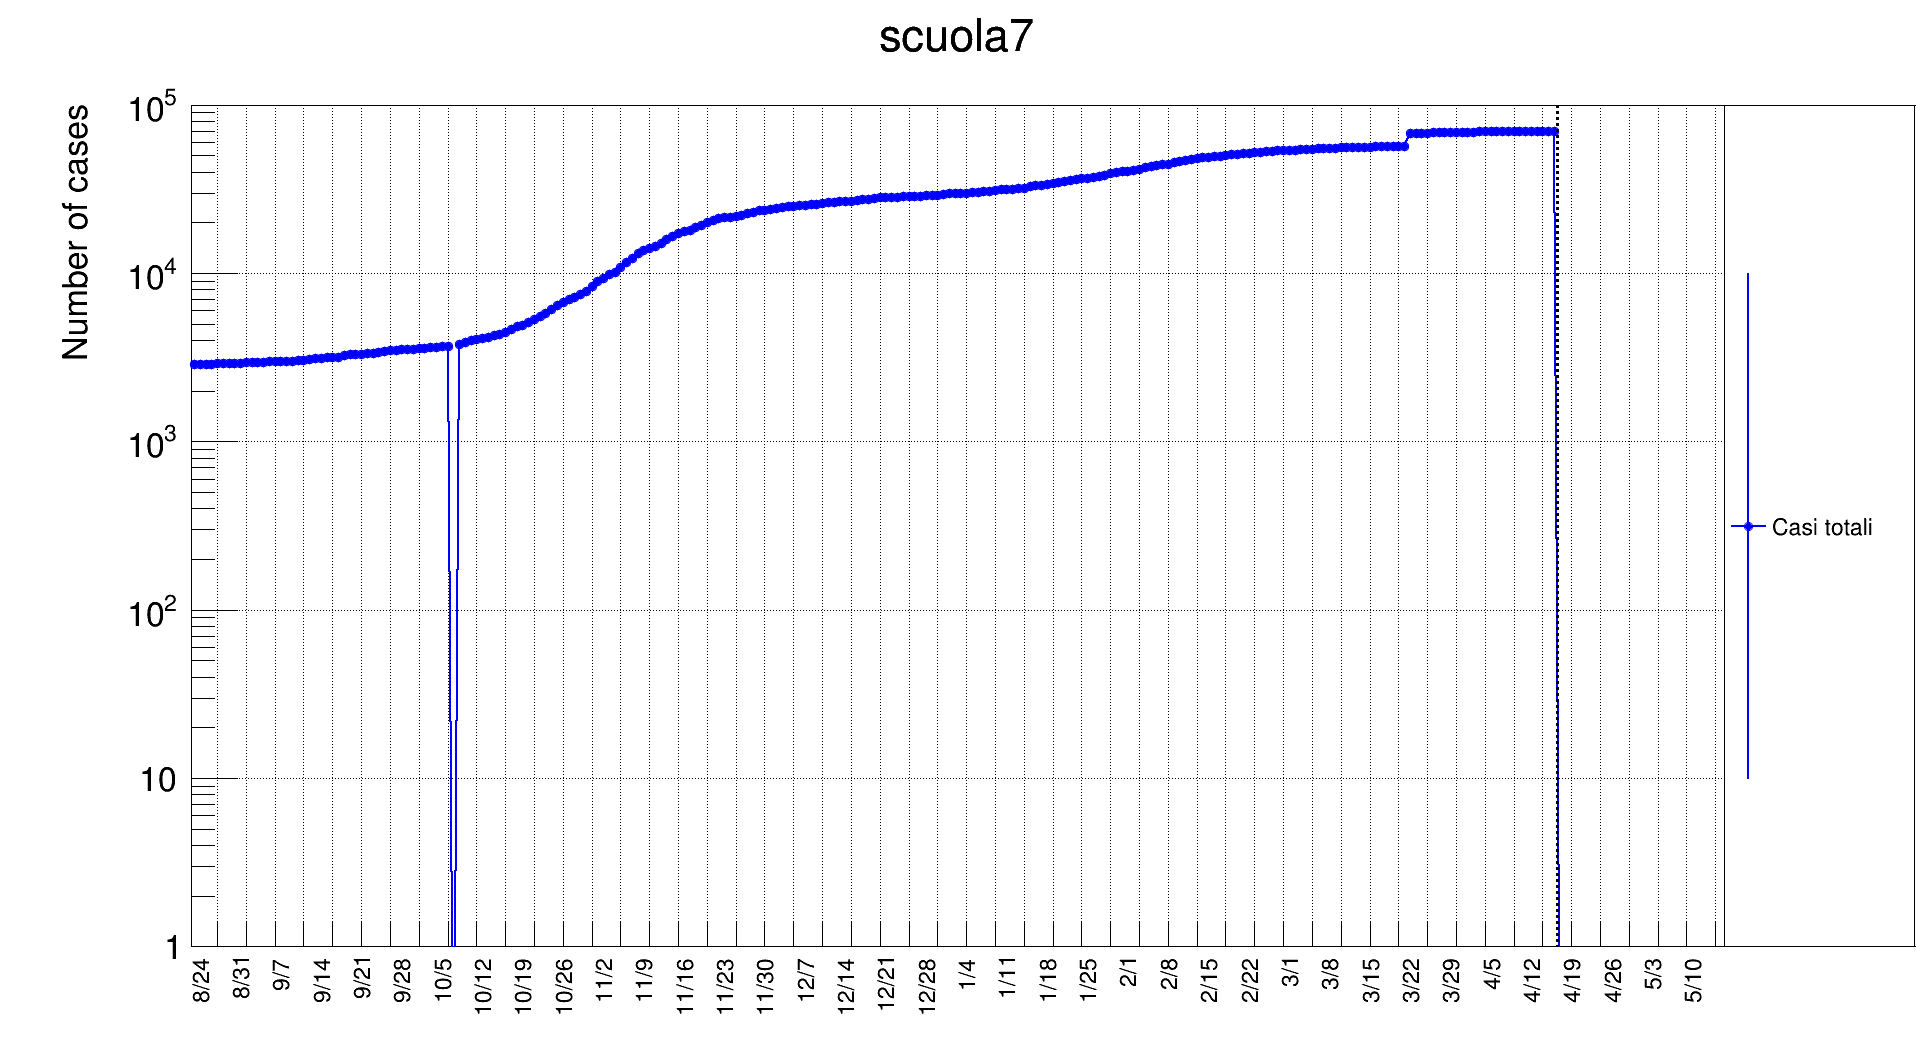 scuola7
Number of cases
10^5
10^4
10^3
10^2
10
1
8/24 8/31 9/7 9/14 9/21 9/28 10/5 10/12 10/19 10/26 11/2 11/9 11/16 11/23 11/30 12/7 12/14 12/21 12/28 1/4 1/11 1/18 1/25 2/1 2/8 2/15 2/22 3/1 3/8 3/15 3/22 3/29 4/5 4/12 4/19 4/26 5/3 5/10
Casi totali